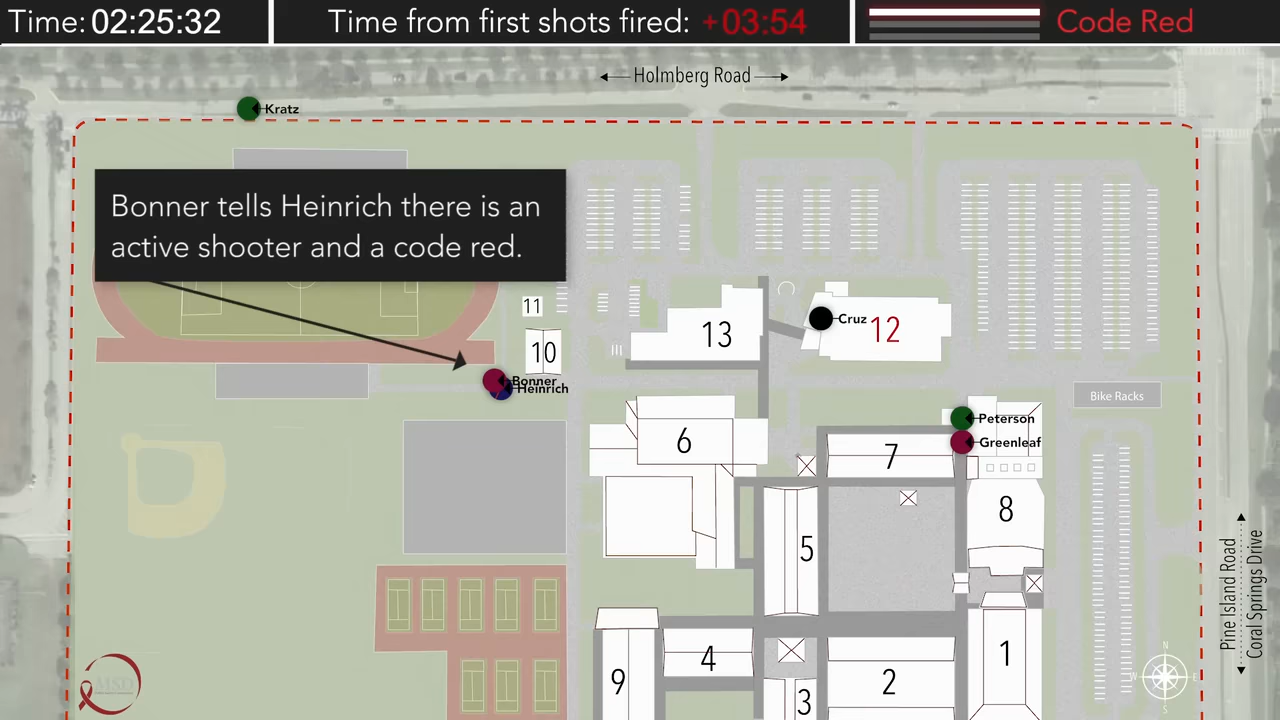 Time: 02:25:32
Time from first shots fired: +03:54
Code Red
Holmberg Road
Kratz
Bonner tells Heinrich there is an
active shooter and a code red.
11
10
13
Cruz
12
Bonner
Heinrich
Bike Racks
Peterson
Greenleaf
6
7
8
5
Pine Island Road
Coral Springs Drive
9
4
3
2
1
N
W
E
S
MSD